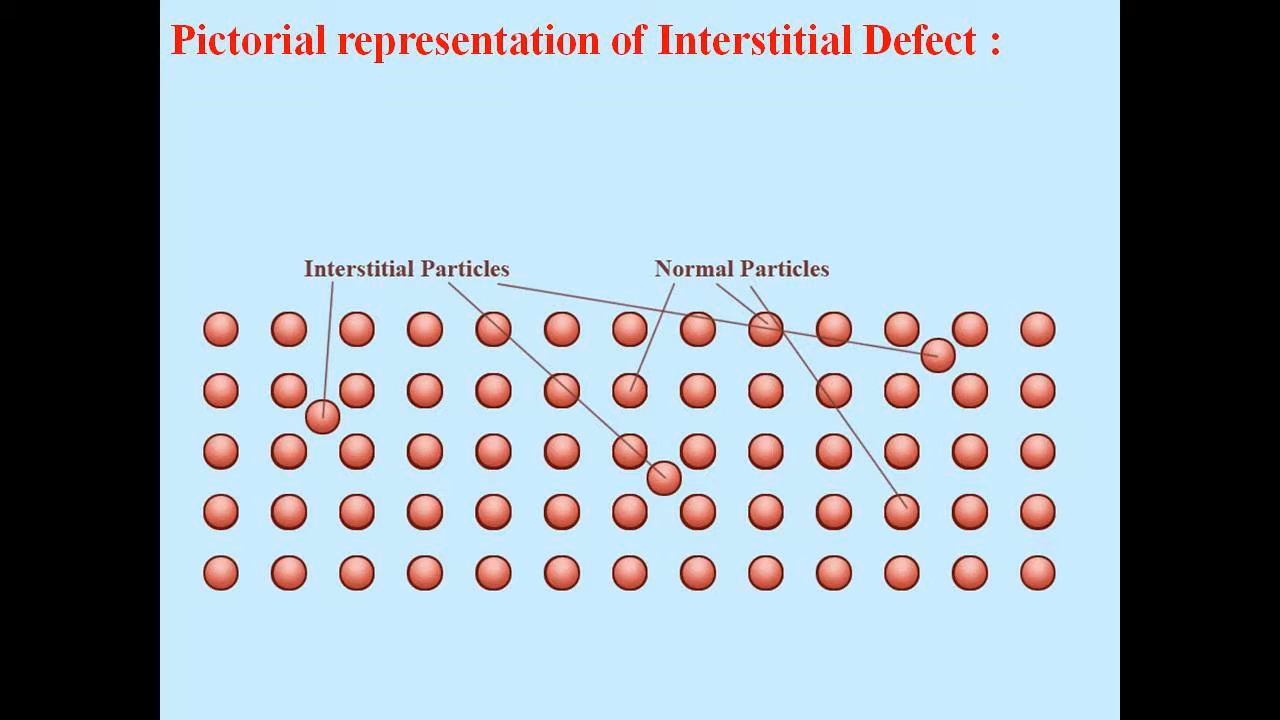 Pictorial representation of Interstitial Defect :
Interstitial Particles
Normal Particles